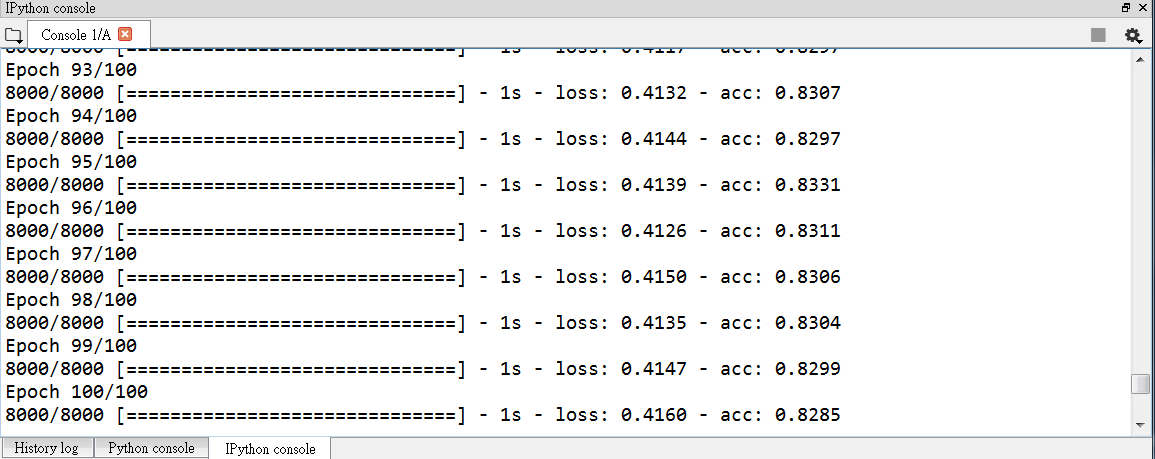 IPython console
Console 1/A
8000/8000 [==============================] - 1s - loss: 0.4117 - acc: 0.8297
Epoch 93/100
8000/8000 [==============================] - 1s - loss: 0.4132 - acc: 0.8307
Epoch 94/100
8000/8000 [==============================] - 1s - loss: 0.4144 - acc: 0.8297
Epoch 95/100
8000/8000 [==============================] - 1s - loss: 0.4139 - acc: 0.8331
Epoch 96/100
8000/8000 [==============================] - 1s - loss: 0.4126 - acc: 0.8311
Epoch 97/100
8000/8000 [==============================] - 1s - loss: 0.4150 - acc: 0.8306
Epoch 98/100
8000/8000 [==============================] - 1s - loss: 0.4135 - acc: 0.8304
Epoch 99/100
8000/8000 [==============================] - 1s - loss: 0.4147 - acc: 0.8299
Epoch 100/100
8000/8000 [==============================] - 1s - loss: 0.4160 - acc: 0.8285
History log Python console IPython console